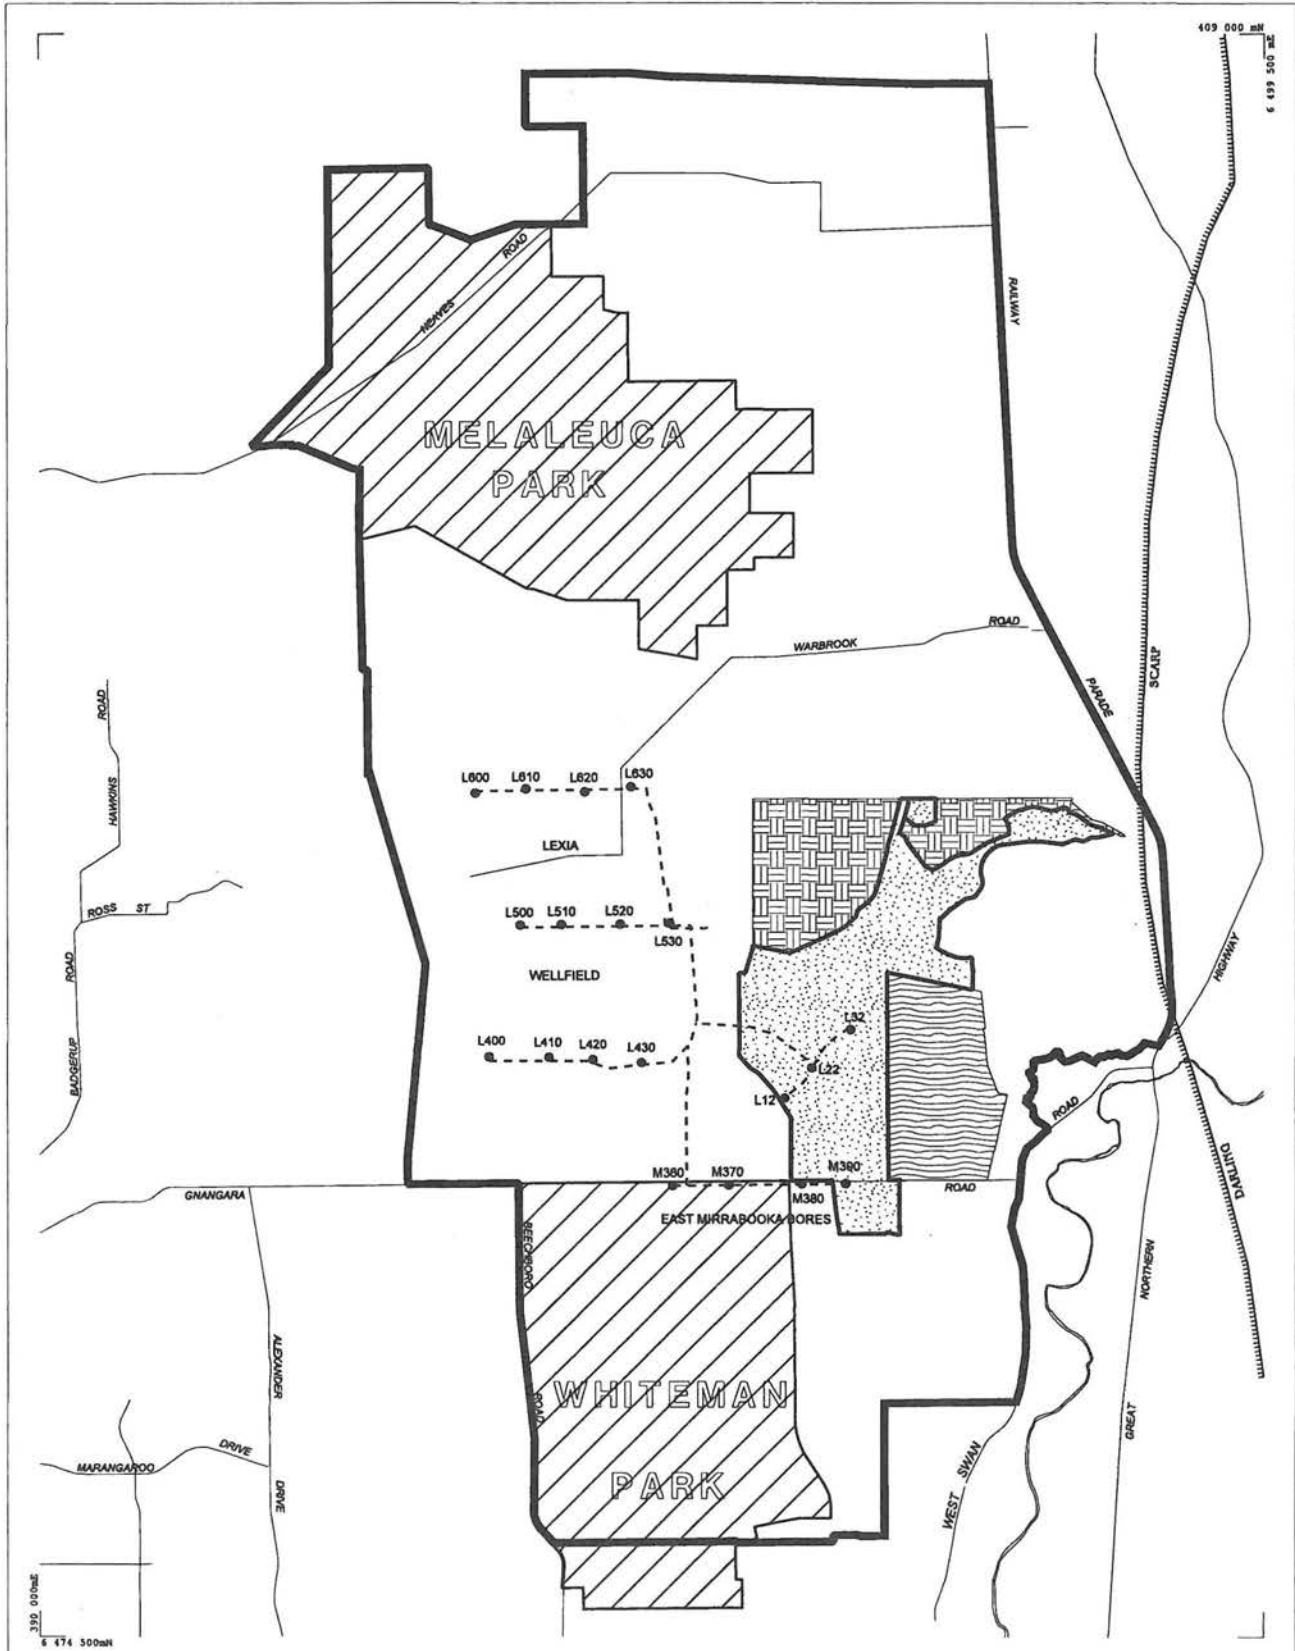 409 000 mN
6 499 500 mE
NEAVES ROAD
RAILWAY
MELALEUCA
PARK
WARBROOK ROAD
SCARP
PARADE
HAWKINS ROAD
L600 L610 L620 L630
LEXIA
ROSS ST
L500 L510 L520
L530
HIGHWAY
BADGERUP ROAD
WELLFIELD
L32
L400 L410 L420 L430
L22
L12
ROAD
DARLING
M360 M370 M390
M380
GNANGARA ROAD
EAST MIRRABOOKA BORES
BEECHBORO ROAD
NORTHERN
ALEXANDER DRIVE
WHITEMAN
PARK
GREAT
DRIVE
MARANGAROO
WEST SWAN
390 000mE
6 474 500mN